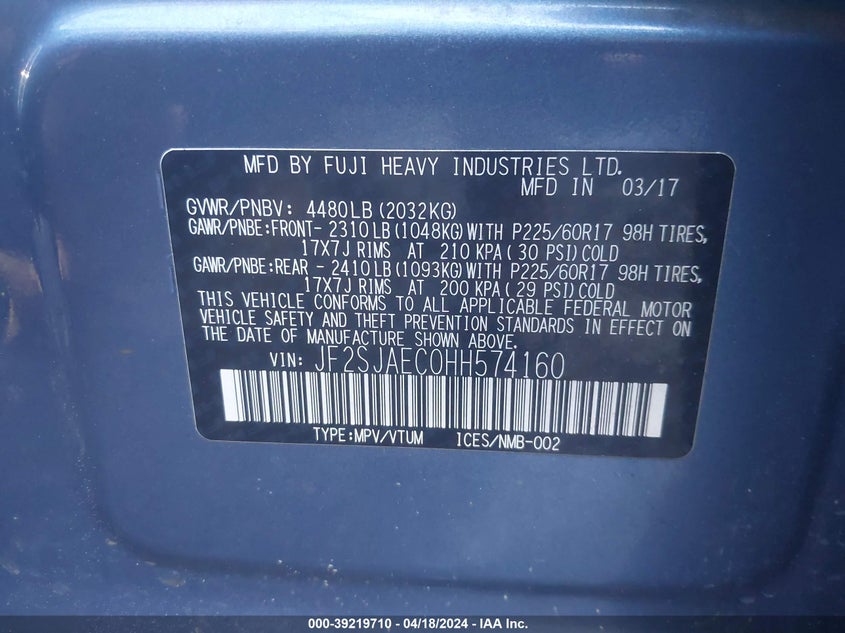 MFD BY FUJI HEAVY INDUSTRIES LTD.
MFD IN 03/17
GVWR/PNBV: 4480LB (2032KG)
GAWR/PNBE:FRONT- 2310 LB (1048KG) WITH P225/60R17 98H TIRES,
17X7J RIMS AT 210 KPA ( 30 PSI) COLD
GAWR/PNBE:REAR - 2410 LB (1093KG) WITH P225/60R17 98H TIRES,
17X7J RIMS AT 200 KPA ( 29 PSI) COLD
THIS VEHICLE CONFORMS TO ALL APPLICABLE FEDERAL MOTOR
VEHICLE SAFETY AND THEFT PREVENTION STANDARDS IN EFFECT ON
THE DATE OF MANUFACTURE SHOWN ABOVE.
VIN: JF2SJAEC0HH574160
TYPE:MPV/VTUM ICES/NMB-002
000-39219710 - 04/18/2024 - IAA Inc.